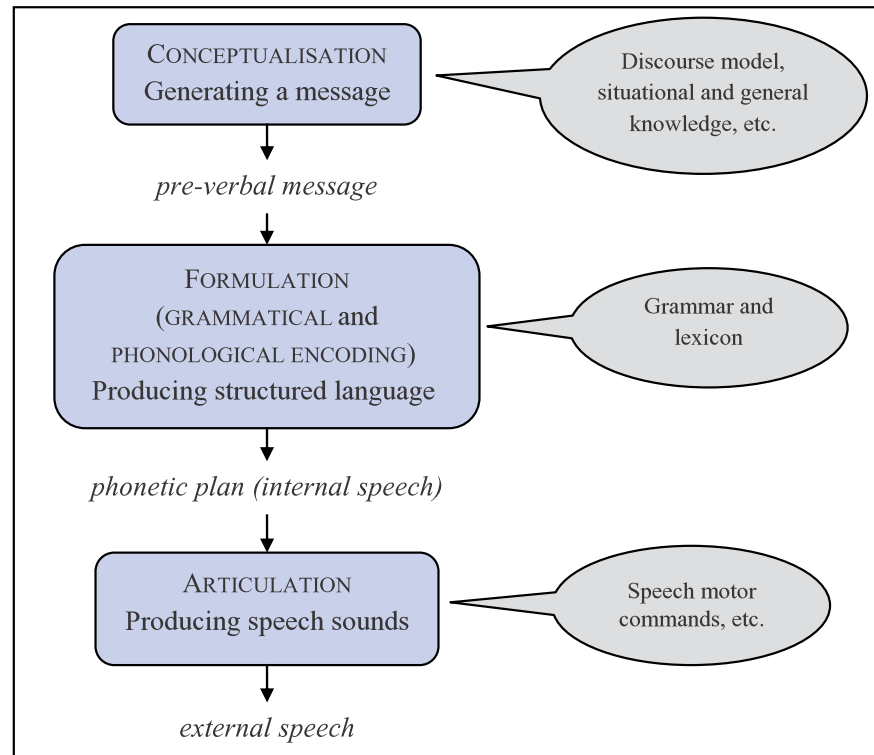 CONCEPTUALISATION
Generating a message
Discourse model,
situational and general
knowledge, etc.
pre-verbal message
FORMULATION
(GRAMMATICAL and
PHONOLOGICAL ENCODING)
Producing structured language
Grammar and
lexicon
phonetic plan (internal speech)
ARTICULATION
Producing speech sounds
Speech motor
commands, etc.
external speech